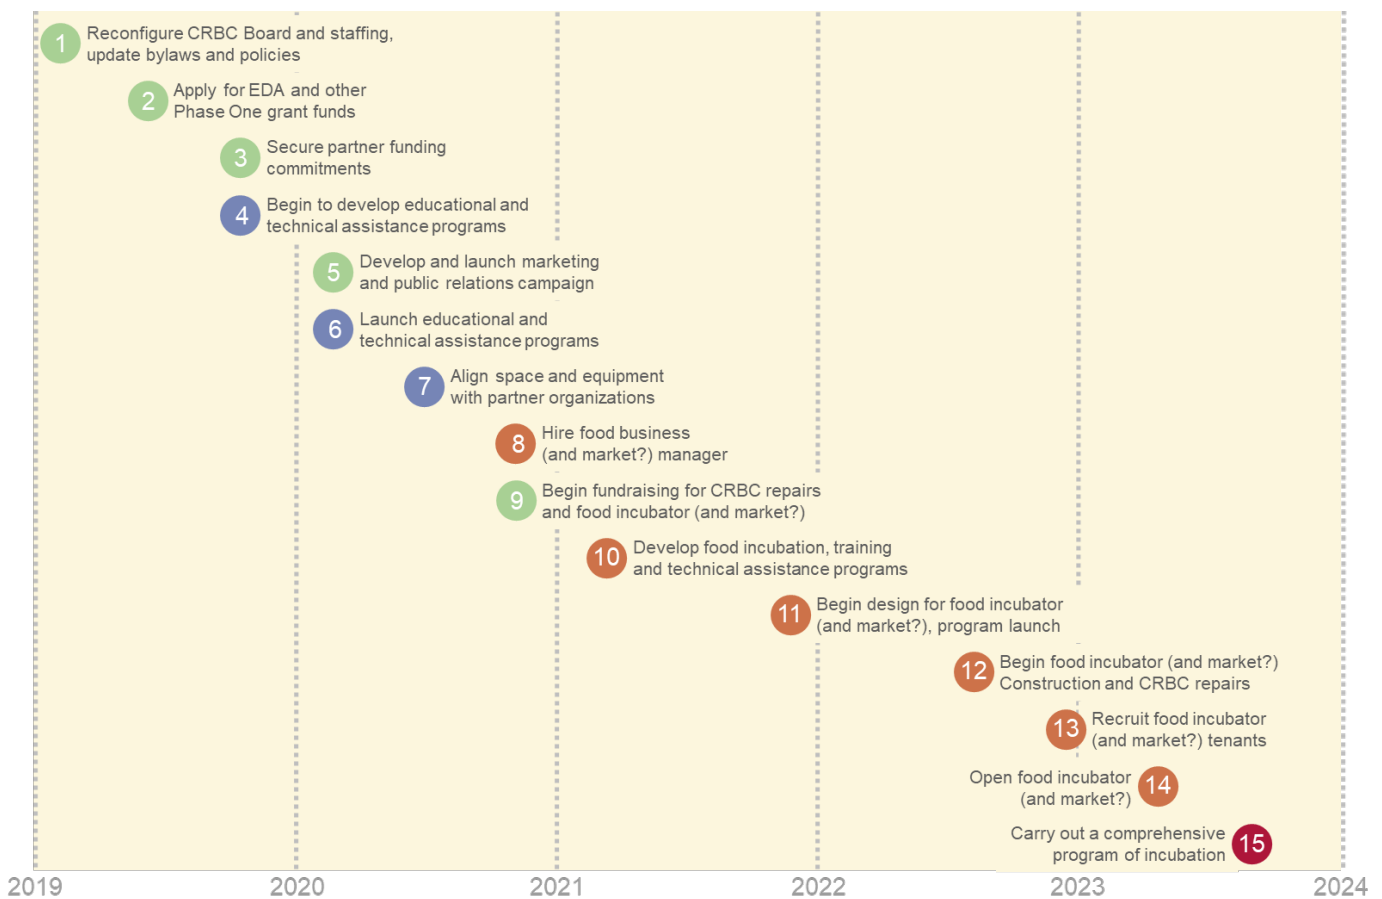 1
Reconfigure CRBC Board and staffing,
update bylaws and policies
2
Apply for EDA and other
Phase One grant funds
3
Secure partner funding
commitments
4
Begin to develop educational and
technical assistance programs
5
Develop and launch marketing
and public relations campaign
6
Launch educational and
technical assistance programs
7
Align space and equipment
with partner organizations
8
Hire food business
(and market?) manager
9
Begin fundraising for CRBC repairs
and food incubator (and market?)
10
Develop food incubation, training
and technical assistance programs
11
Begin design for food incubator
(and market?), program launch
12
Begin food incubator (and market?)
Construction and CRBC repairs
13
Recruit food incubator
(and market?) tenants
Open food incubator
(and market?)
14
Carry out a comprehensive
program of incubation
15
2019 2020 2021 2022 2023 2024